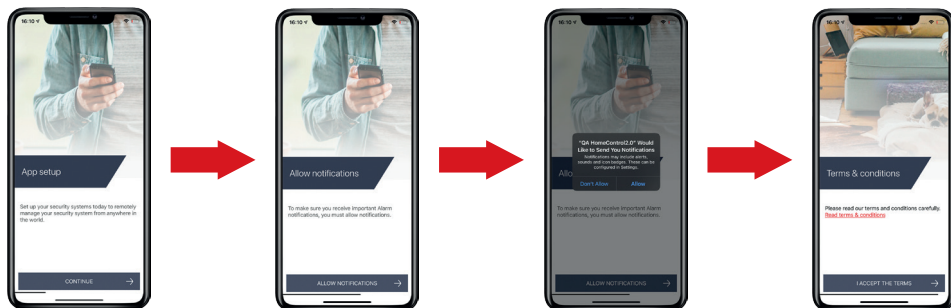 16:10
App setup
Set up your security systems today to remotely
manage your security system from anywhere in
the world.
CONTINUE
16:10
Allow notifications
To make sure you receive important Alarm
notifications, you must allow notifications.
ALLOW NOTIFICATIONS
16:10
"QA HomeControl2.0" Would
Like to Send You Notifications
Notifications may include alerts,
sounds and icon badges. These can be
configured in Settings.
Don't Allow Allow
Allo
To make sure you receive important Alarm
notifications, you must allow notifications.
ALLOW NOTIFICATIONS
16:10
Terms & conditions
Please read our terms and conditions carefully.
Read terms & conditions
I ACCEPT THE TERMS